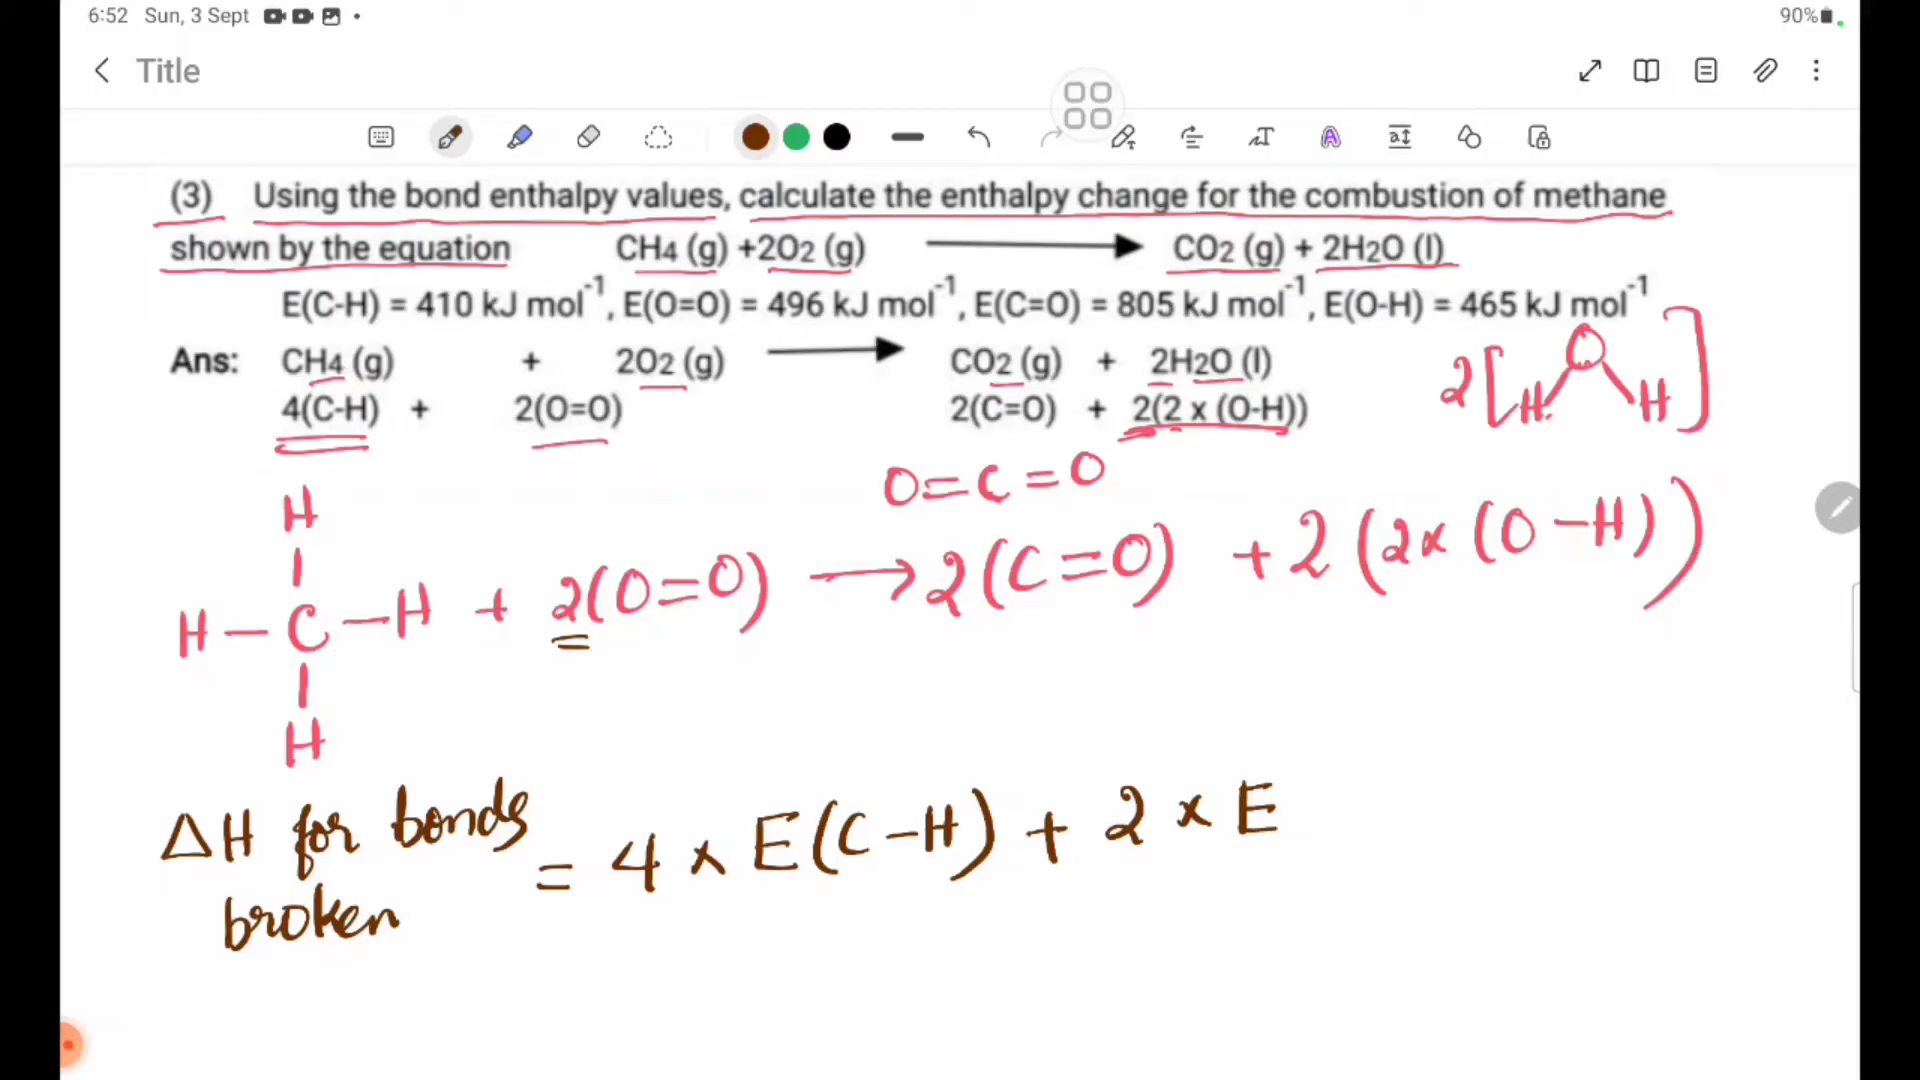 6:52 Sun, 3 Sept
90%
Title
(3) Using the bond enthalpy values, calculate the enthalpy change for the combustion of methane
shown by the equation CH4 (g) +2O2 (g) ⟶ CO2 (g) + 2H2O (l)
E(C-H) = 410 kJ mol⁻¹, E(O=O) = 496 kJ mol⁻¹, E(C=O) = 805 kJ mol⁻¹, E(O-H) = 465 kJ mol⁻¹
Ans: CH4 (g) + 2O2 (g) ⟶ CO2 (g) + 2H2O (l)
4(C-H) + 2(O=O) 2(C=O) + 2(2 x (O-H))
2[H O H]
O=C=O
H
H-C-H + 2(O=O) ⟶ 2(C=O) + 2(2x(O-H))
H
ΔH for bonds
broken
= 4 x E(C-H) + 2 x E